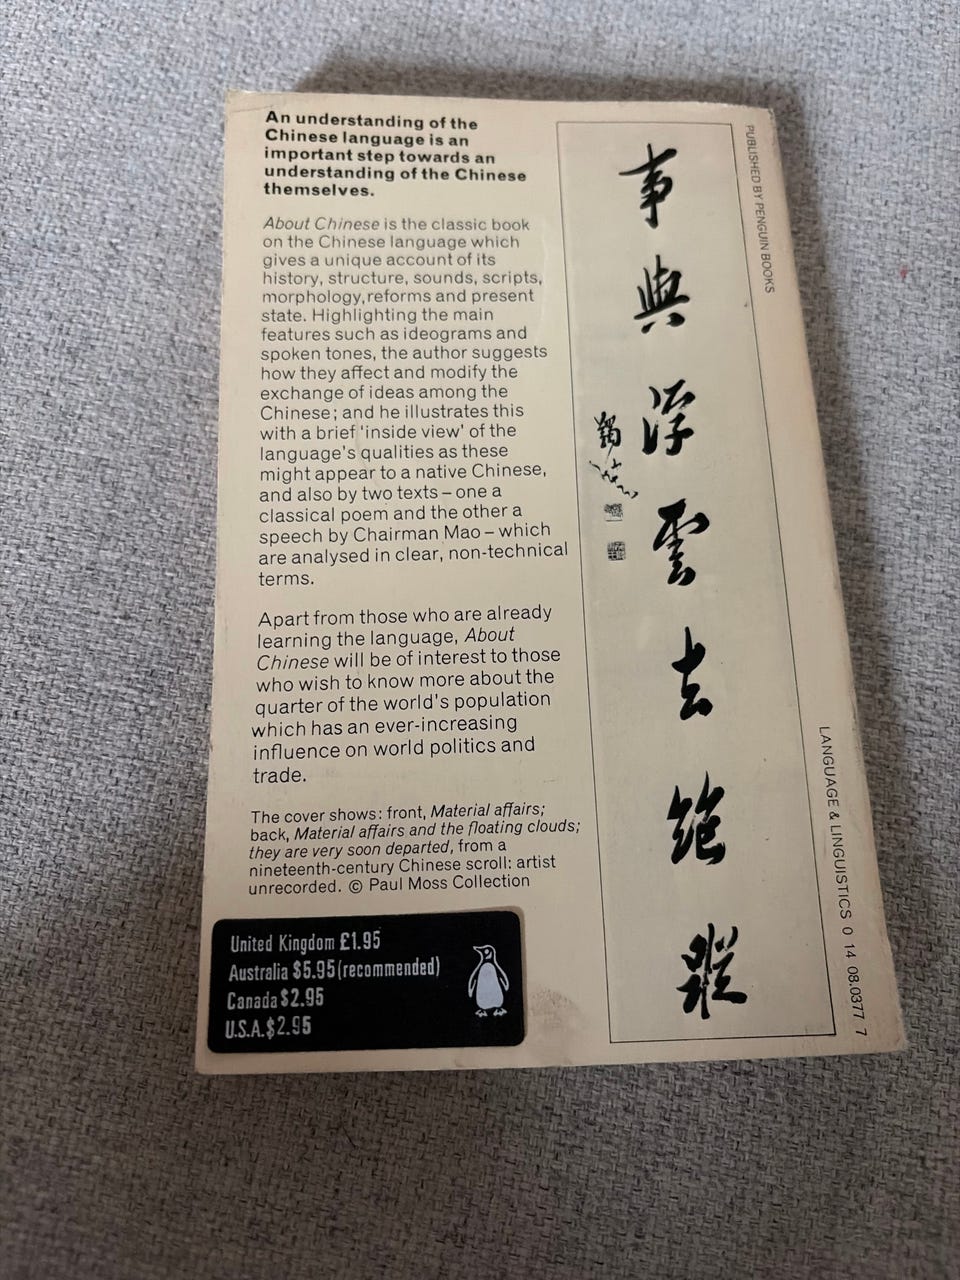 An understanding of the
Chinese language is an
important step towards an
understanding of the Chinese
themselves.
About Chinese is the classic book
on the Chinese language which
gives a unique account of its
history, structure, sounds, scripts,
morphology, reforms and present
state. Highlighting the main
features such as ideograms and
spoken tones, the author suggests
how they affect and modify the
exchange of ideas among the
Chinese; and he illustrates this
with a brief 'inside view' of the
language's qualities as these
might appear to a native Chinese,
and also by two texts – one a
classical poem and the other a
speech by Chairman Mao – which
are analysed in clear, non-technical
terms.
Apart from those who are already
learning the language, About
Chinese will be of interest to those
who wish to know more about the
quarter of the world's population
which has an ever-increasing
influence on world politics and
trade.
The cover shows: front, Material affairs;
back, Material affairs and the floating clouds;
they are very soon departed, from a
nineteenth-century Chinese scroll: artist
unrecorded. © Paul Moss Collection
United Kingdom £1.95
Australia $5.95 (recommended)
Canada $2.95
U.S.A. $2.95
事與浮雲去絶蹤
PUBLISHED BY PENGUIN BOOKS
LANGUAGE & LINGUISTICS 0 14 08.0377 7